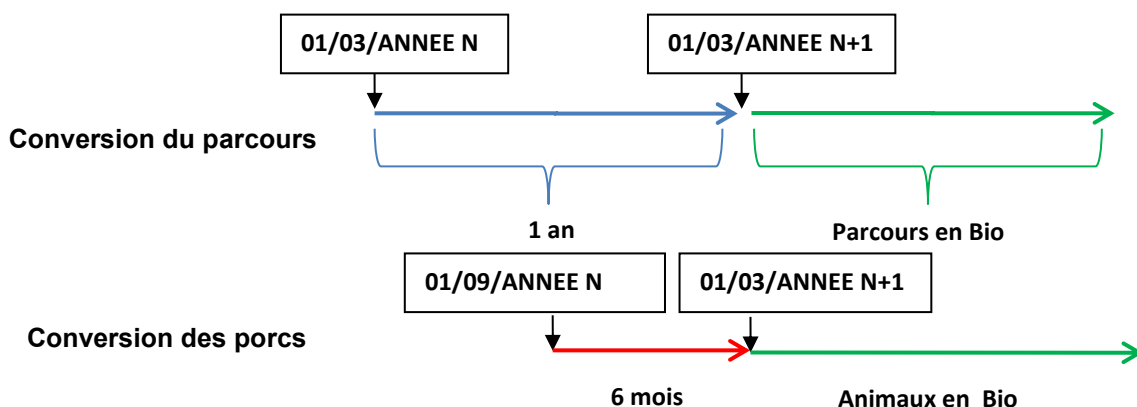 01/03/ANNEE N
01/03/ANNEE N+1
Conversion du parcours
1 an
Parcours en Bio
01/09/ANNEE N
01/03/ANNEE N+1
Conversion des porcs
6 mois
Animaux en Bio